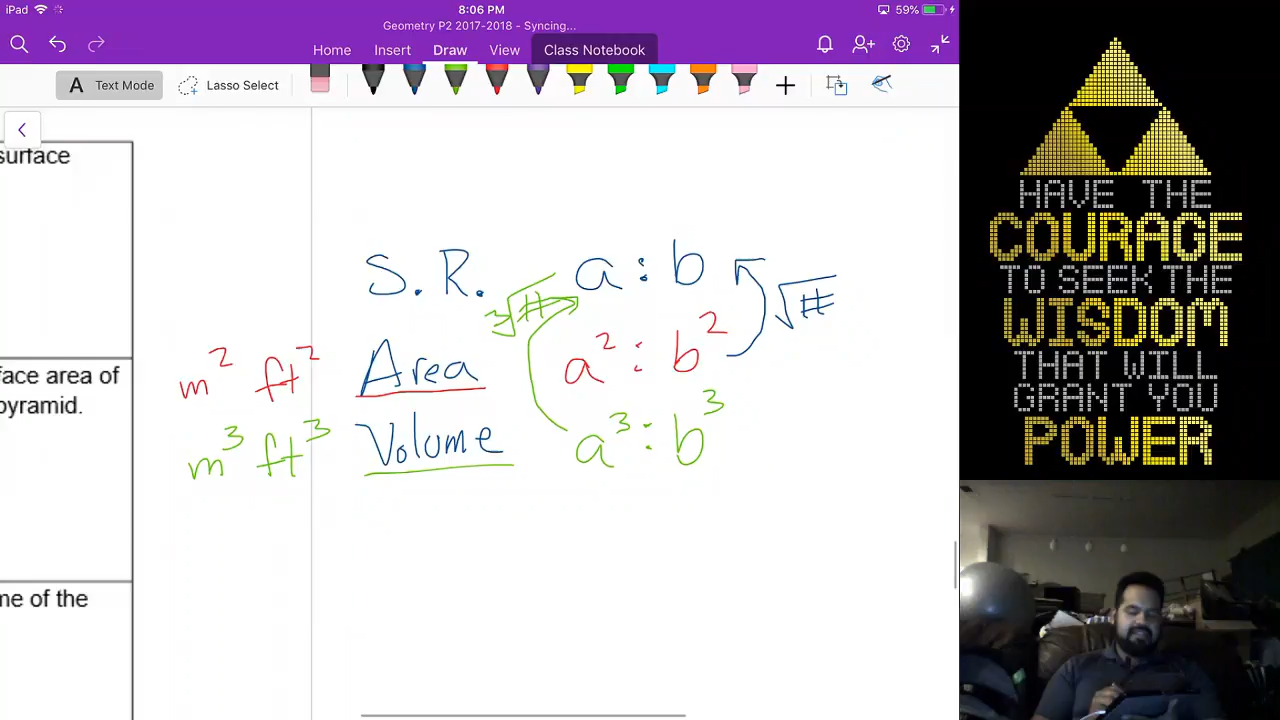 iPad 8:06 PM 59%
Geometry P2 2017-2018 - Syncing...
Home Insert Draw View Class Notebook
A Text Mode Lasso Select
surface
face area of
pyramid.
me of the
S.R. a : b
∛# √#
m² ft² Area a² : b²
m³ ft³ Volume a³ : b³
HAVE THE
COURAGE
TO SEEK THE
WISDOM
THAT WILL
GRANT YOU
POWER